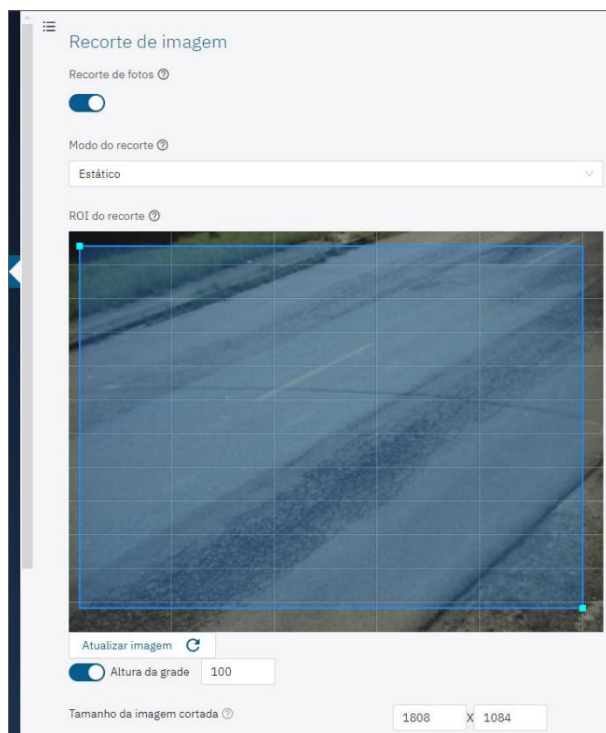 Recorte de imagem
Recorte de fotos
Modo do recorte
Estático
ROI do recorte
Atualizar imagem
Altura da grade 100
Tamanho da imagem cortada 1808 X 1084